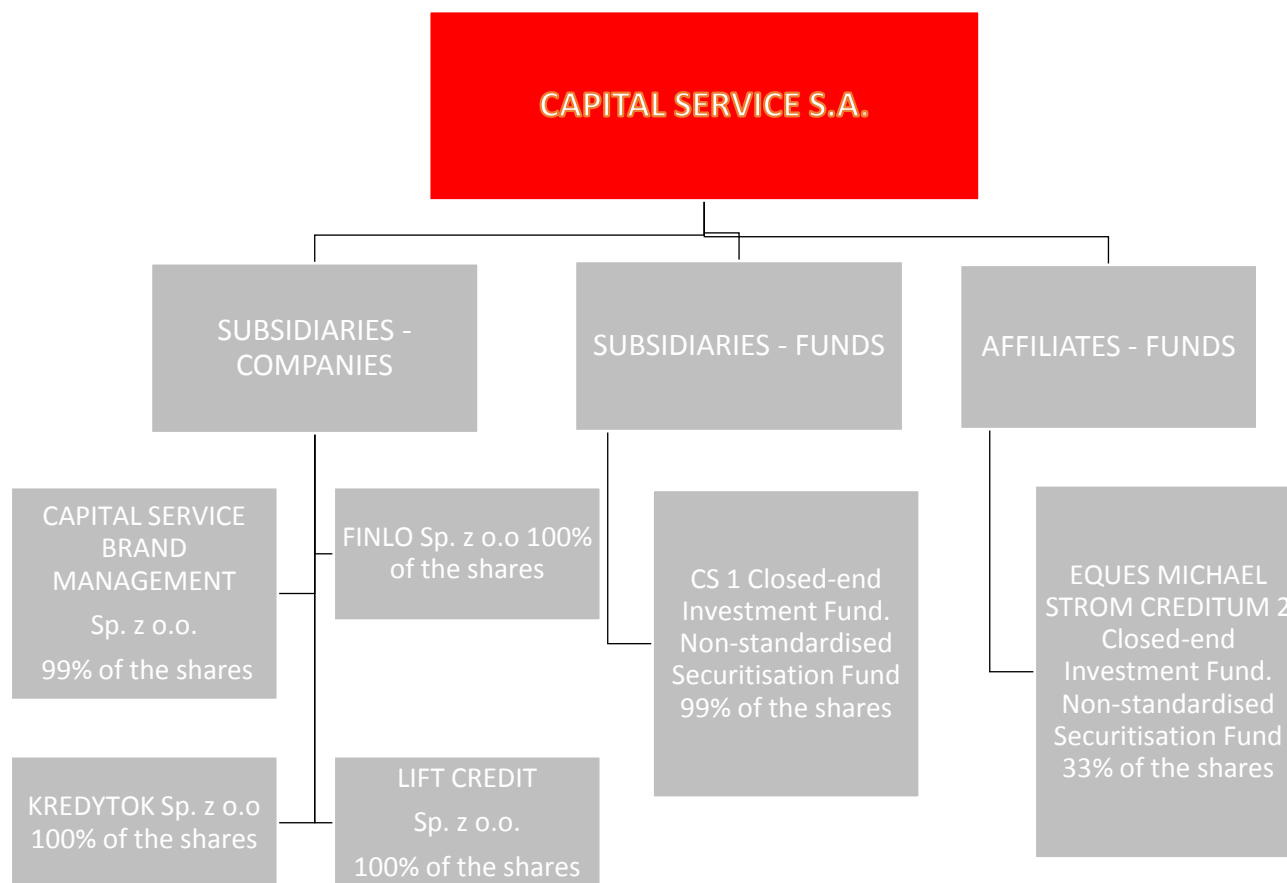 CAPITAL SERVICE S.A.
SUBSIDIARIES -
COMPANIES
SUBSIDIARIES - FUNDS
AFFILIATES - FUNDS
CAPITAL SERVICE
BRAND
MANAGEMENT
Sp. z o.o.
99% of the shares
FINLO Sp. z o.o 100%
of the shares
KREDYTOK Sp. z o.o
100% of the shares
LIFT CREDIT
Sp. z o.o.
100% of the shares
CS 1 Closed-end
Investment Fund.
Non-standardised
Securitisation Fund
99% of the shares
EQUES MICHAEL
STROM CREDITUM 2
Closed-end
Investment Fund.
Non-standardised
Securitisation Fund
33% of the shares